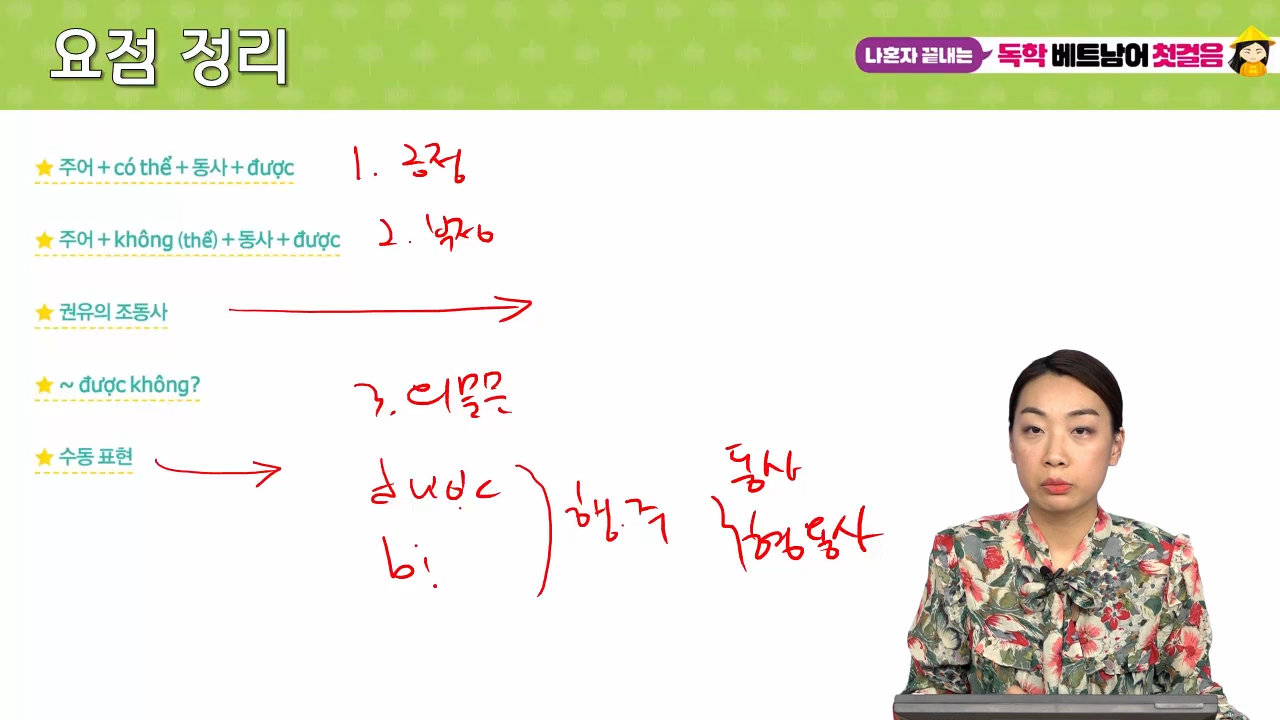 요점 정리
나혼자 끝내는 독학 베트남어 첫걸음
★ 주어 + có thể + 동사 + được 1. 긍정
★ 주어 + không (thể) + 동사 + được 2. 부정
★ 권유의 조동사
★ ~ được không? 3. 의문문
★ 수동 표현
được
bị
행.주
동사
형용사